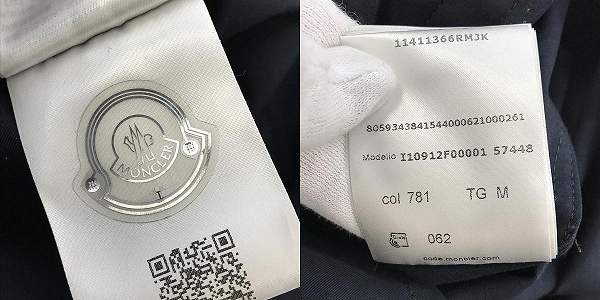 MONCLER
11411366RMJK
8059343841544000621000261
Modello I10912F00001 57448
col 781 TG M
062
code.moncler.com